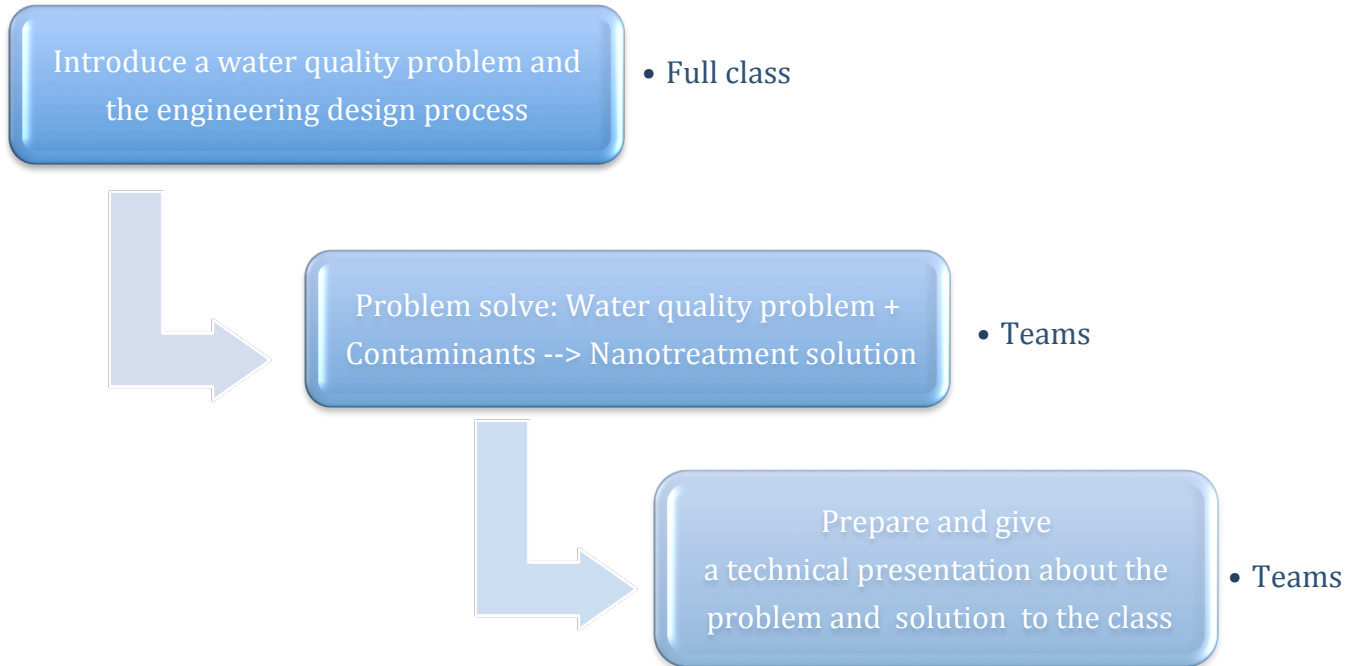 Introduce a water quality problem and
the engineering design process
• Full class
Problem solve: Water quality problem +
Contaminants --> Nanotreatment solution
• Teams
Prepare and give
a technical presentation about the
problem and solution to the class
• Teams